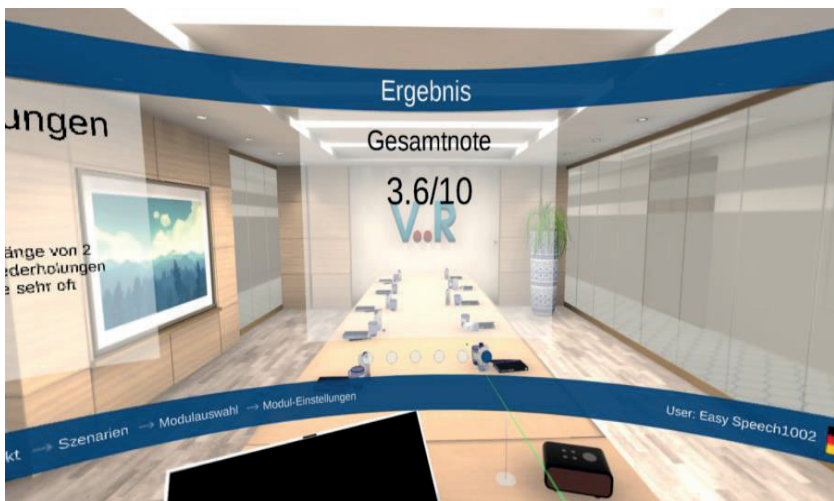 Ergebnis
ungen
Gesamtnote
3.6/10
V..R
änge von 2
ederholungen
e sehr oft
kt → Szenarien → Modulauswahl → Modul-Einstellungen
User: Easy Speech1002